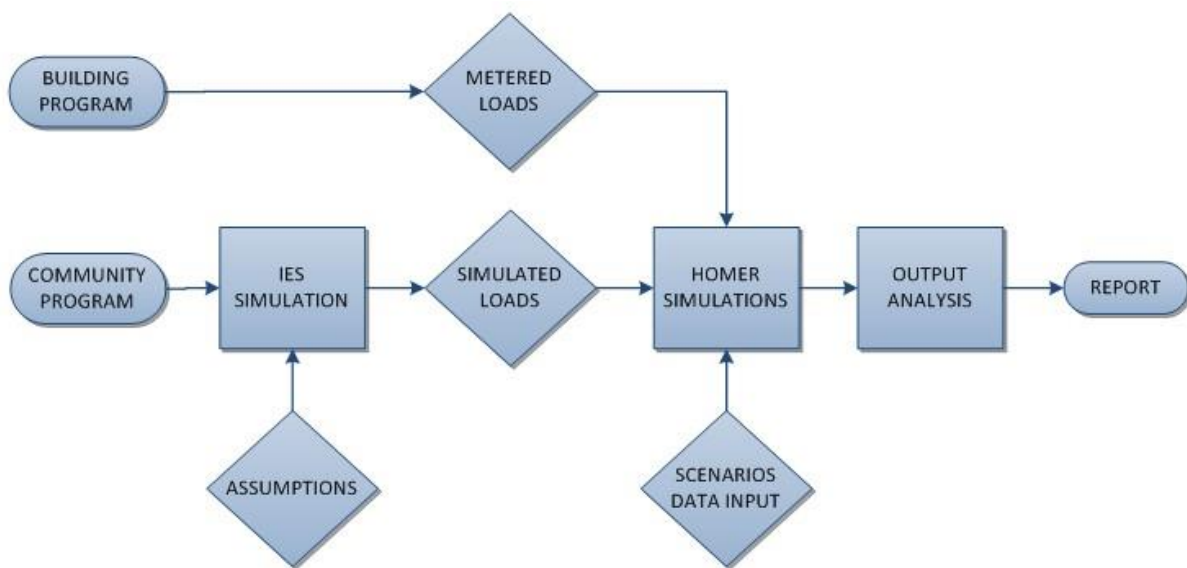 BUILDING
PROGRAM
METERED
LOADS
COMMUNITY
PROGRAM
IES
SIMULATION
SIMULATED
LOADS
HOMER
SIMULATIONS
OUTPUT
ANALYSIS
REPORT
ASSUMPTIONS
SCENARIOS
DATA INPUT